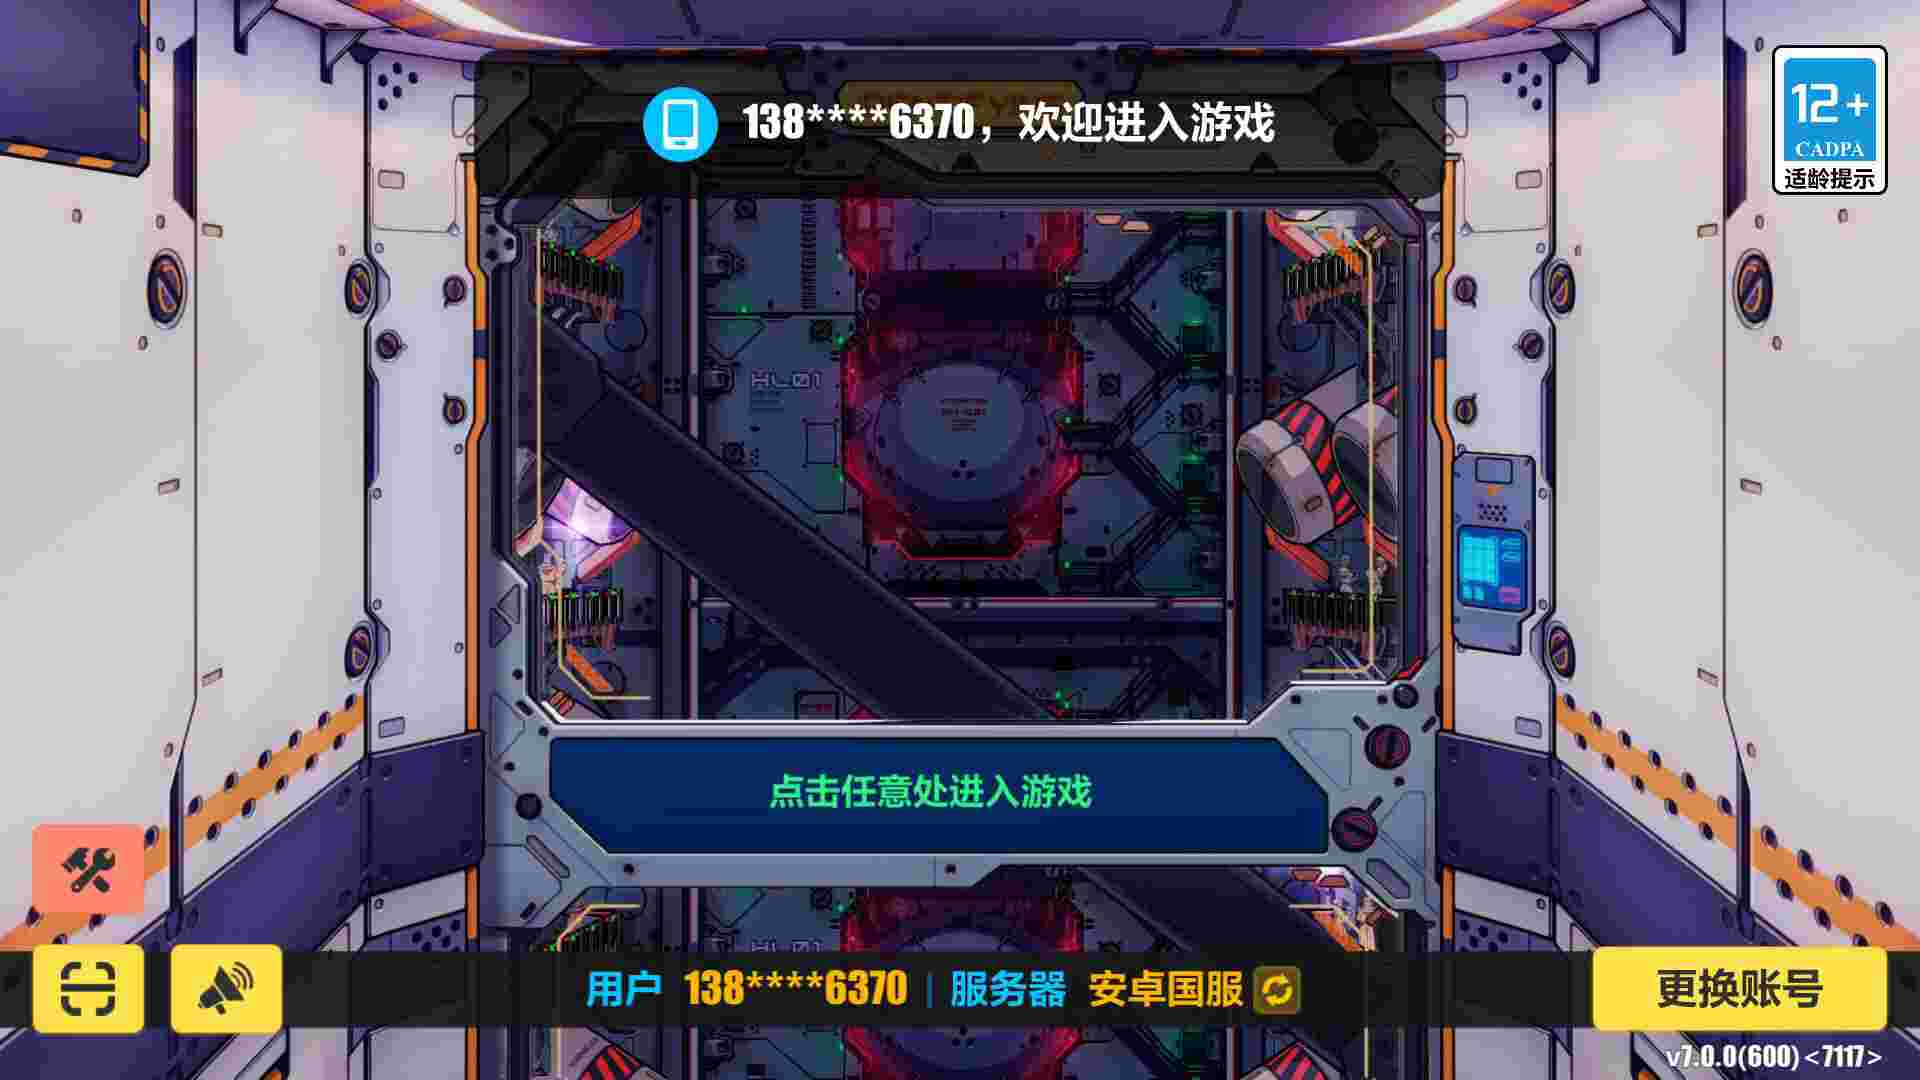 138****6370，欢迎进入游戏
12+
CADPA
适龄提示
HL01
点击任意处进入游戏
用户 138****6370 | 服务器 安卓国服
更换账号
v7.0.0(600)<7117>